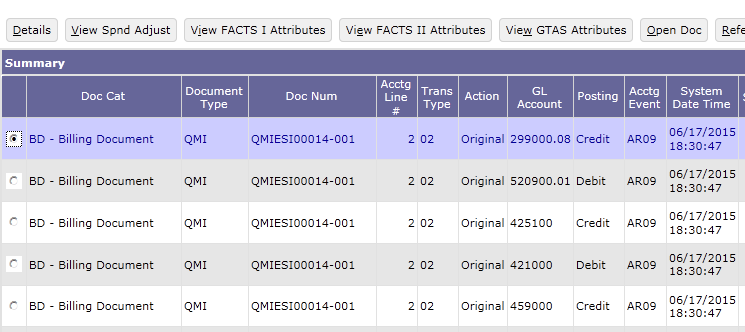 Details View Spnd Adjust View FACTS I Attributes View FACTS II Attributes View GTAS Attributes Open Doc Refe
Summary
Doc Cat Document Type Doc Num Acctg Line # Trans Type Action GL Account Posting Acctg Event System Date Time S
BD - Billing Document QMI QMIESI00014-001 2 02 Original 299000.08 Credit AR09 06/17/2015 18:30:47
BD - Billing Document QMI QMIESI00014-001 2 02 Original 520900.01 Debit AR09 06/17/2015 18:30:47
BD - Billing Document QMI QMIESI00014-001 2 02 Original 425100 Credit AR09 06/17/2015 18:30:47
BD - Billing Document QMI QMIESI00014-001 2 02 Original 421000 Debit AR09 06/17/2015 18:30:47
BD - Billing Document QMI QMIESI00014-001 2 02 Original 459000 Credit AR09 06/17/2015 18:30:47